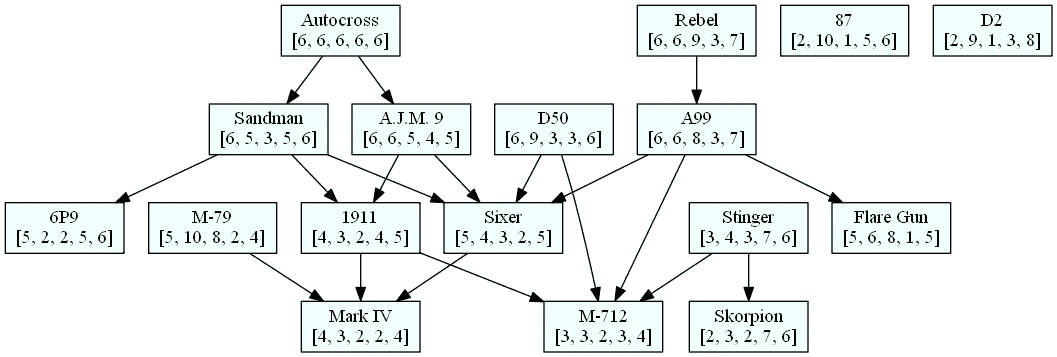 Autocross
[6, 6, 6, 6, 6]
Rebel
[6, 6, 9, 3, 7]
87
[2, 10, 1, 5, 6]
D2
[2, 9, 1, 3, 8]
Sandman
[6, 5, 3, 5, 6]
A.J.M. 9
[6, 6, 5, 4, 5]
D50
[6, 9, 3, 3, 6]
A99
[6, 6, 8, 3, 7]
6P9
[5, 2, 2, 5, 6]
M-79
[5, 10, 8, 2, 4]
1911
[4, 3, 2, 4, 5]
Sixer
[5, 4, 3, 2, 5]
Stinger
[3, 4, 3, 7, 6]
Flare Gun
[5, 6, 8, 1, 5]
Mark IV
[4, 3, 2, 2, 4]
M-712
[3, 3, 2, 3, 4]
Skorpion
[2, 3, 2, 7, 6]